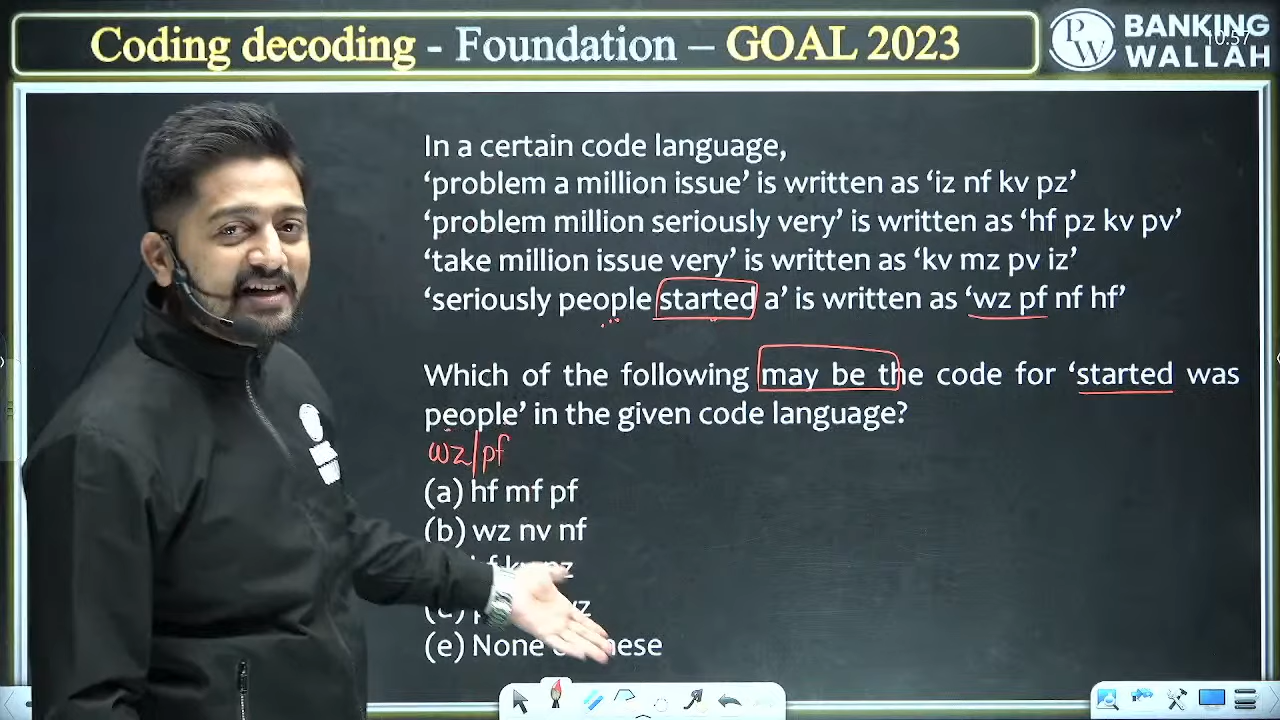 Coding decoding - Foundation – GOAL 2023
PW BANKING
WALLAH
10:57
In a certain code language,
‘problem a million issue’ is written as ‘iz nf kv pz’
‘problem million seriously very’ is written as ‘hf pz kv pv’
‘take million issue very’ is written as ‘kv mz pv iz’
‘seriously people started a’ is written as ‘wz pf nf hf’
Which of the following may be the code for ‘started was
people’ in the given code language?
wz/pf
(a) hf mf pf
(b) wz nv nf
(e) None